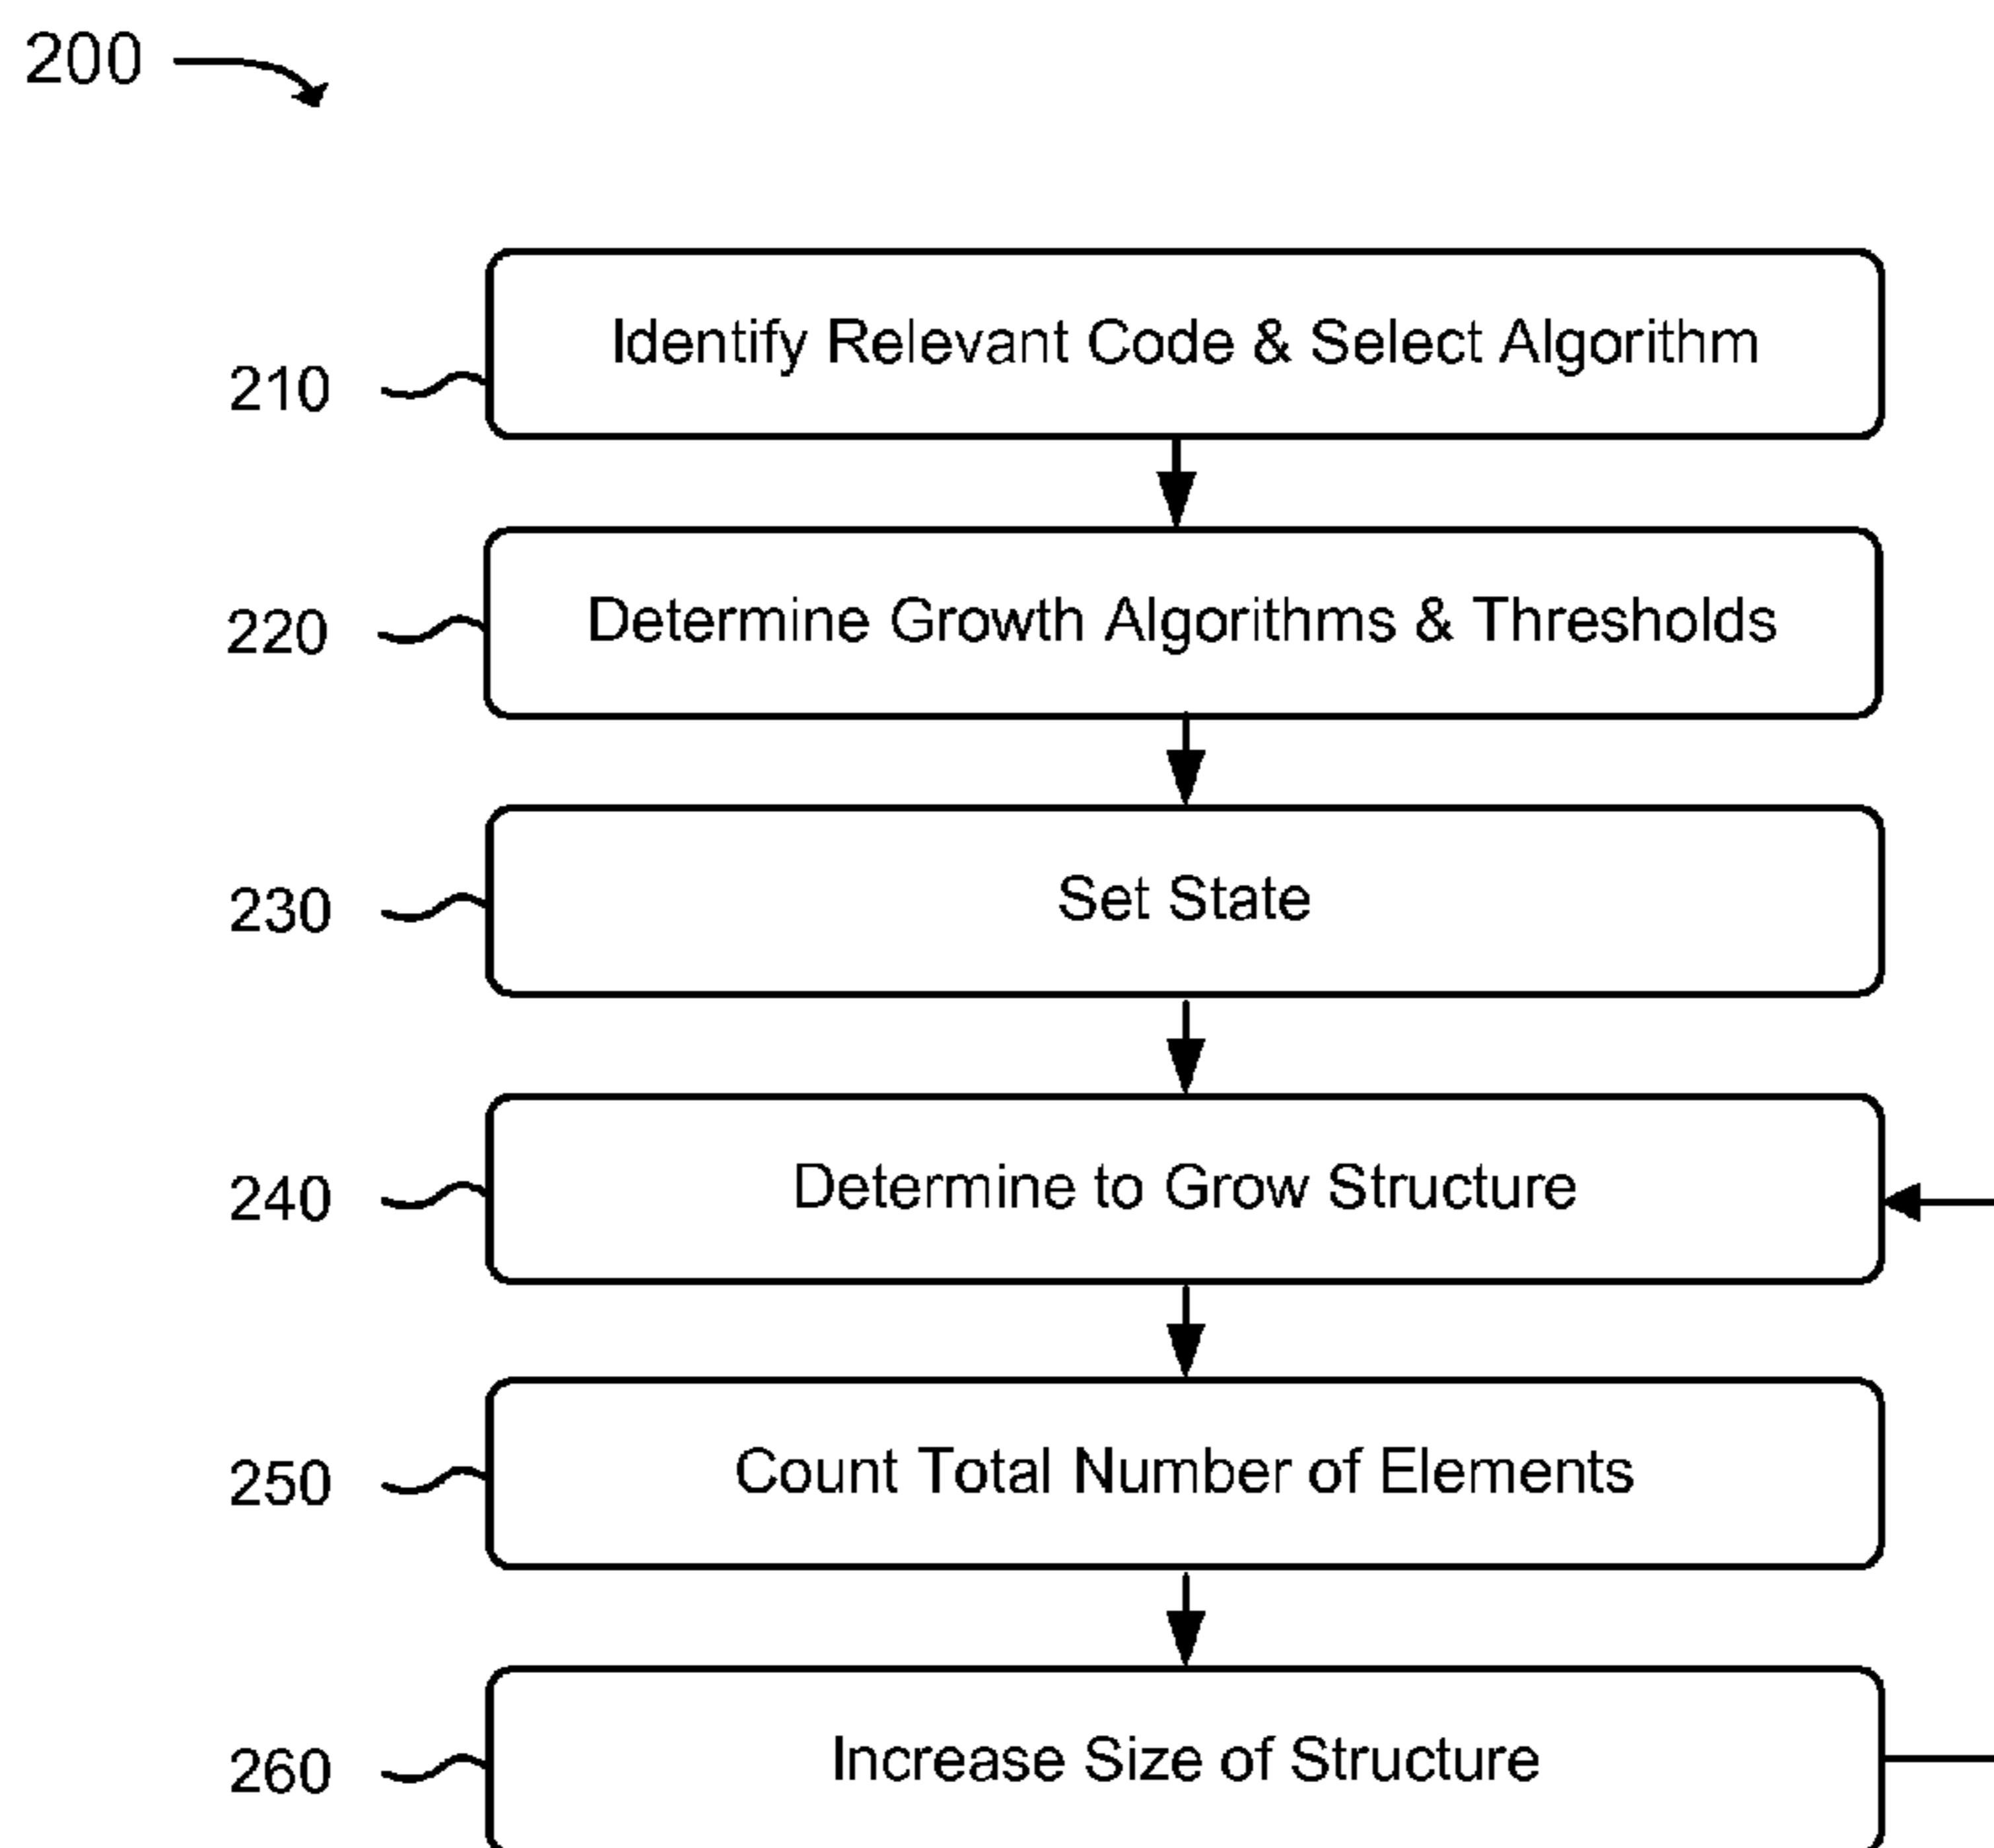 200
Identify Relevant Code & Select Algorithm
210
Determine Growth Algorithms & Thresholds
220
Set State
230
Determine to Grow Structure
240
Count Total Number of Elements
250
Increase Size of Structure
260